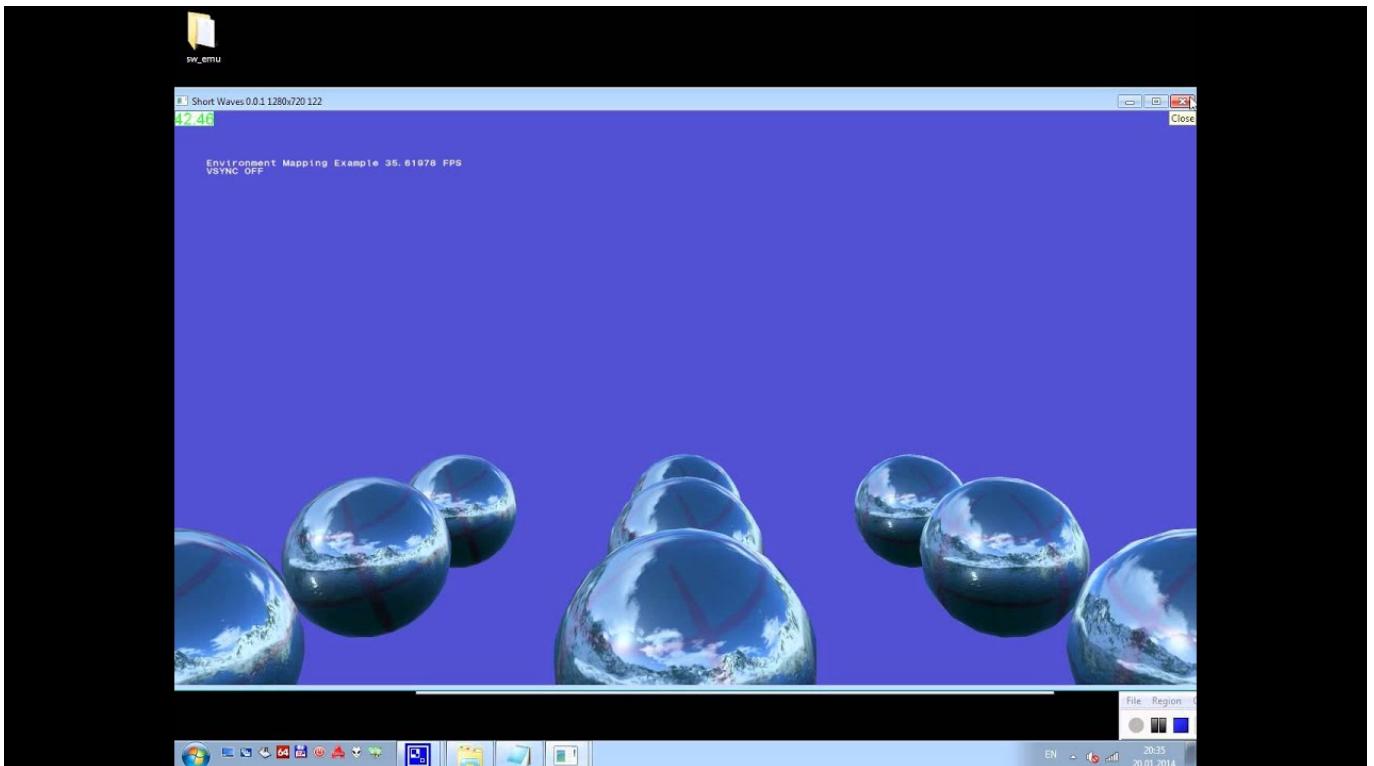 sw_emu
Short Waves 0.0.1 1280x720 122
42.46
Close
Environment Mapping Example 35.61978 FPS
VSYNC OFF
File Region
64
EN
20:35
20.01.2014